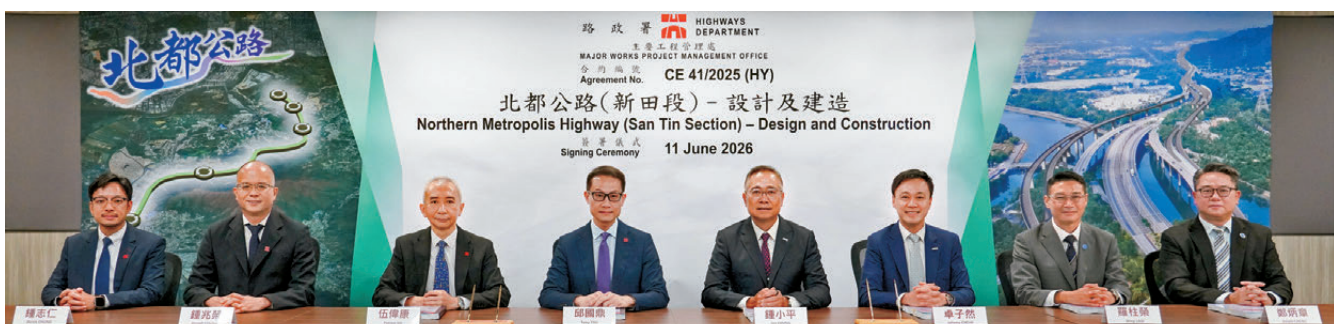 北都公路
路政署 HIGHWAYS DEPARTMENT
主要工程管理處
MAJOR WORKS PROJECT MANAGEMENT OFFICE
合約編號
Agreement No. CE 41/2025 (HY)
北都公路(新田段) – 設計及建造
Northern Metropolis Highway (San Tin Section) – Design and Construction
簽署儀式
Signing Ceremony 11 June 2026
鍾志仁
鍾兆榮
伍偉康
邱國鼎
鍾小平
卓子然
羅柱榮
鄭炳章